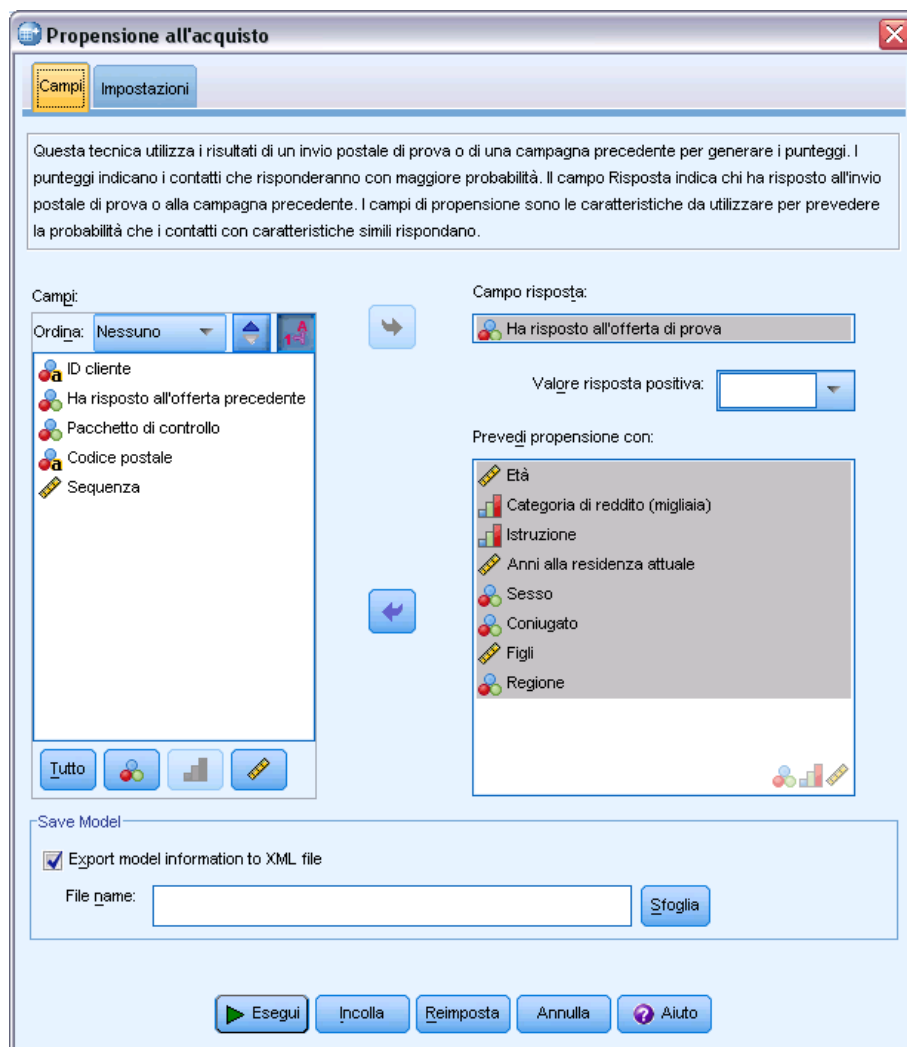 Propensione all'acquisto
Campi
Impostazioni
Questa tecnica utilizza i risultati di un invio postale di prova o di una campagna precedente per generare i punteggi. I
punteggi indicano i contatti che risponderanno con maggiore probabilità. Il campo Risposta indica chi ha risposto all'invio
postale di prova o alla campagna precedente. I campi di propensione sono le caratteristiche da utilizzare per prevedere
la probabilità che i contatti con caratteristiche simili rispondano.
Campi:
Ordina: Nessuno
ID cliente
Ha risposto all'offerta precedente
Pacchetto di controllo
Codice postale
Sequenza
Tutto
Campo risposta:
Ha risposto all'offerta di prova
Valore risposta positiva:
Prevedi propensione con:
Età
Categoria di reddito (migliaia)
Istruzione
Anni alla residenza attuale
Sesso
Coniugato
Figli
Regione
Save Model
Export model information to XML file
File name:
Sfoglia
Esegui
Incolla
Reimposta
Annulla
Aiuto